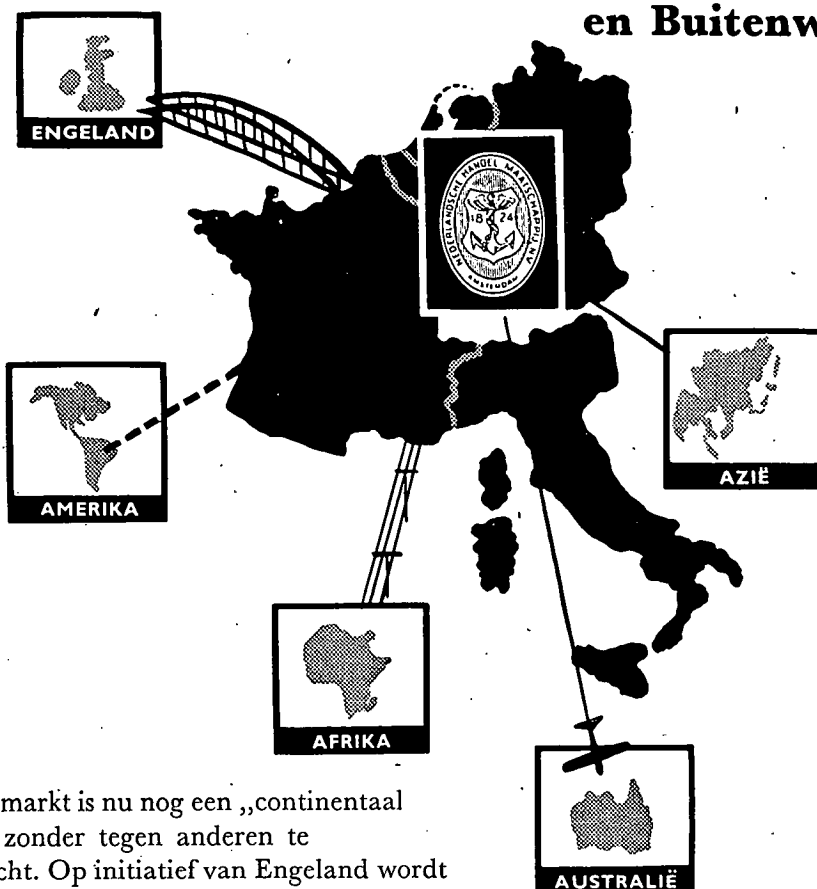 en Buitenw
ENGELAND
NEDERLANDSCHE HANDEL MAATSCHAPPIJ, N.V.
18 24
AMSTERDAM
AMERIKA
AZIË
AFRIKA
AUSTRALIË
markt is nu nog een „continentaal
zonder tegen anderen te
cht. Op initiatief van Engeland wordt